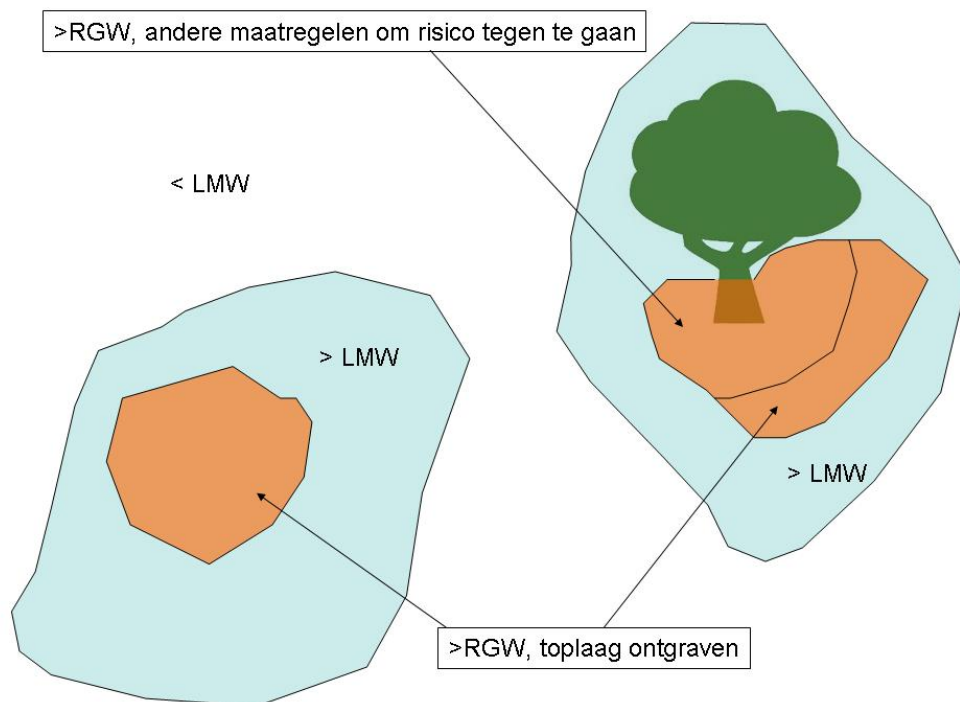 >RGW, andere maatregelen om risico tegen te gaan
< LMW
> LMW
> LMW
>RGW, toplaag ontgraven